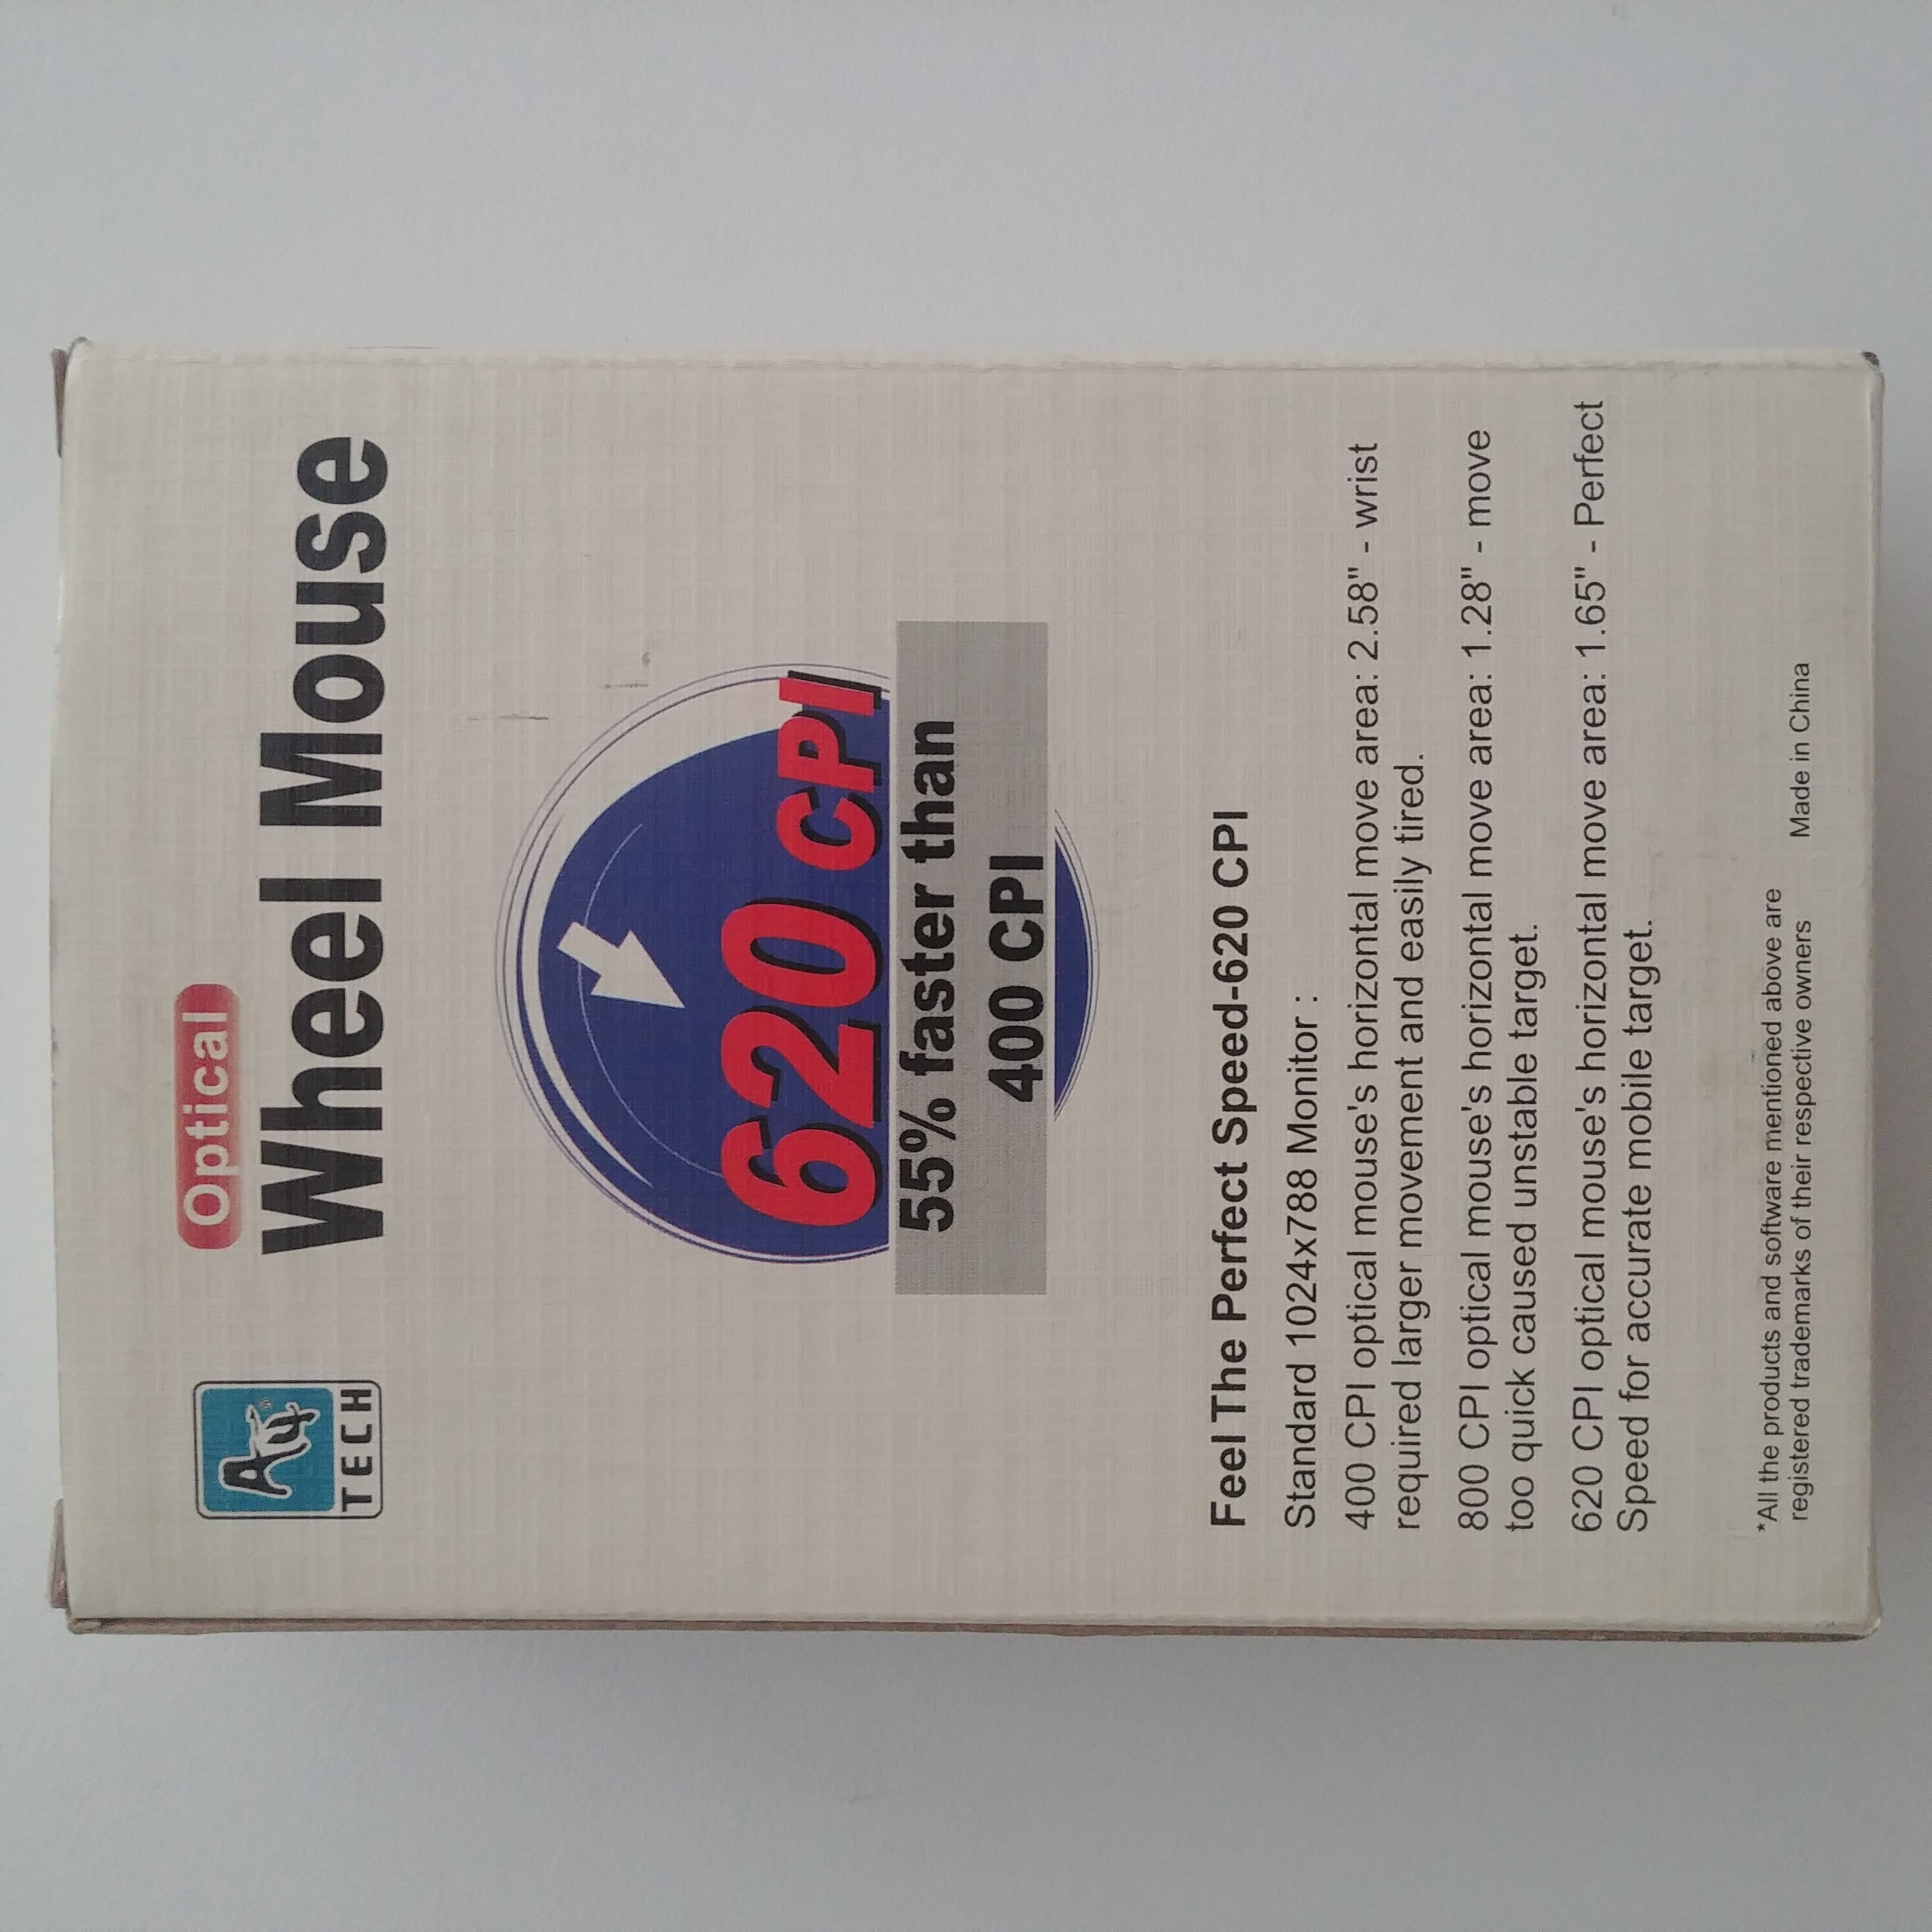 A4 TECH
Optical
Wheel Mouse
620 CPI
55% faster than
400 CPI
Feel The Perfect Speed-620 CPI
Standard 1024x788 Monitor :
400 CPI optical mouse's horizontal move area: 2.58" - wrist
required larger movement and easily tired.
800 CPI optical mouse's horizontal move area: 1.28" - move
too quick caused unstable target.
620 CPI optical mouse's horizontal move area: 1.65" - Perfect
Speed for accurate mobile target.
*All the products and software mentioned above are
registered trademarks of their respective owners Made in China